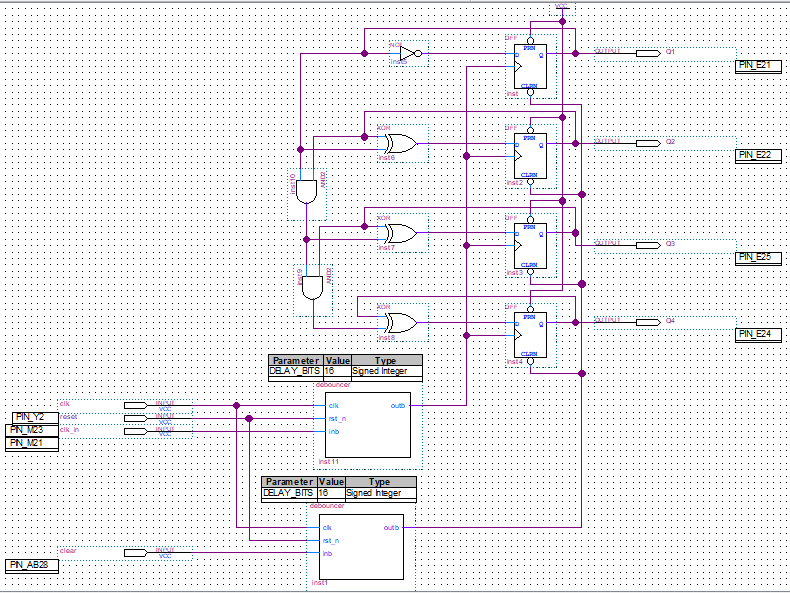 VCC
DFF
NOT
PRN
OUTPUT
Q1
D
Q
PIN_E21
CLRN
inst
XOR
DFF
PRN
OUTPUT
Q2
D
Q
PIN_E22
inst6
CLRN
inst10
AND2
inst2
XOR
DFF
PRN
D
Q
OUTPUT
Q3
inst7
PIN_E25
CLRN
inst9
AND2
inst3
XOR
DFF
PRN
D
Q
OUTPUT
Q4
inst8
PIN_E24
CLRN
inst4
Parameter Value Type
DELAY_BITS 16 Signed Integer
debouncer
clk
INPUT
VCC
clk
outb
PIN_Y2
reset
INPUT
VCC
rst_n
PIN_M23
clk_in
INPUT
VCC
inb
PIN_M21
inst11
Parameter Value Type
DELAY_BITS 16 Signed Integer
debouncer
clk
outb
rst_n
clear
INPUT
VCC
inb
PIN_AB28
inst1